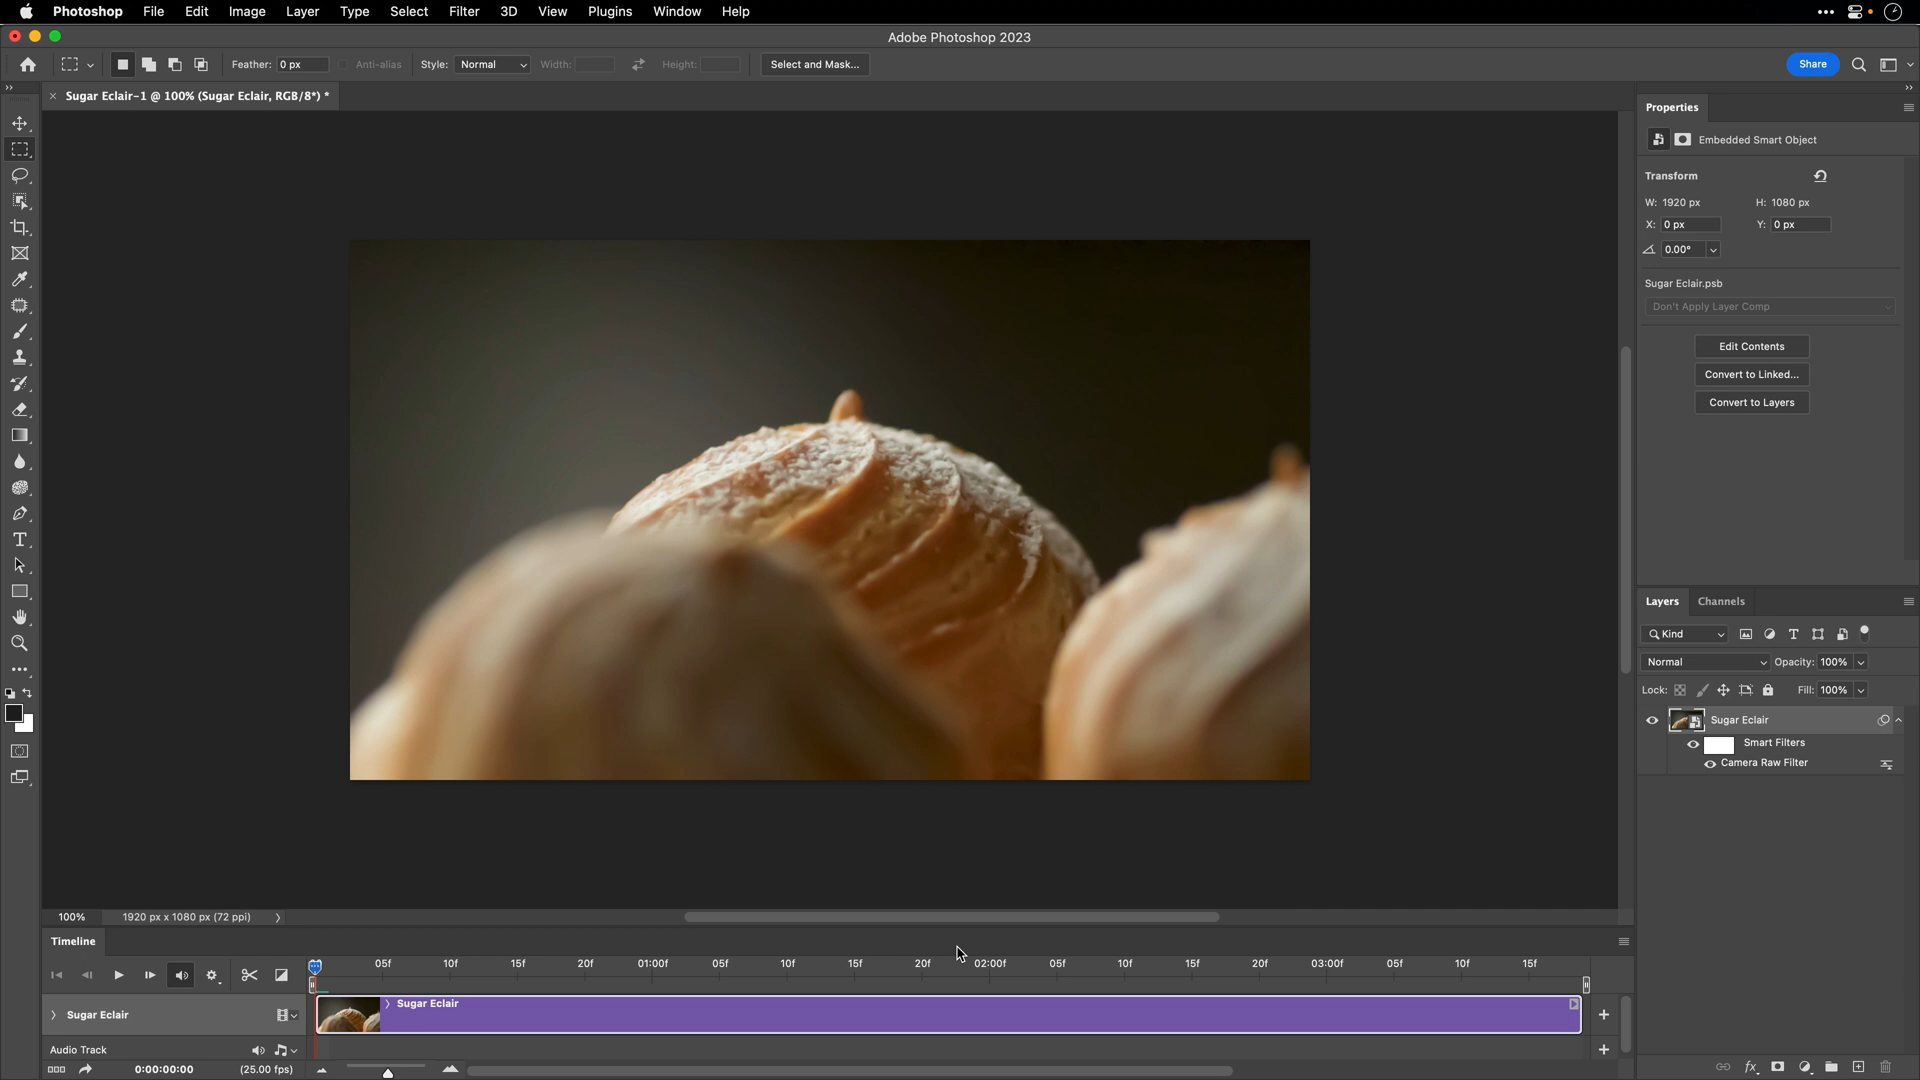 Photoshop File Edit Image Layer Type Select Filter 3D View Plugins Window Help
Adobe Photoshop 2023
Feather: 0 px Anti-alias Style: Normal Width: Height: Select and Mask... Share
Sugar Eclair-1 @ 100% (Sugar Eclair, RGB/8*) *
Properties
Embedded Smart Object
Transform
W: 1920 px H: 1080 px
X: 0 px Y: 0 px
0.00°
Sugar Eclair.psb
Don't Apply Layer Comp
Edit Contents
Convert to Linked...
Convert to Layers
Layers Channels
Kind
Normal Opacity: 100%
Lock: Fill: 100%
Sugar Eclair
Smart Filters
Camera Raw Filter
100% 1920 px x 1080 px (72 ppi)
Timeline
05f 10f 15f 20f 01:00f 05f 10f 15f 20f 02:00f 05f 10f 15f 20f 03:00f 05f 10f 15f
Sugar Eclair
Sugar Eclair
Audio Track
0:00:00:00 (25.00 fps)